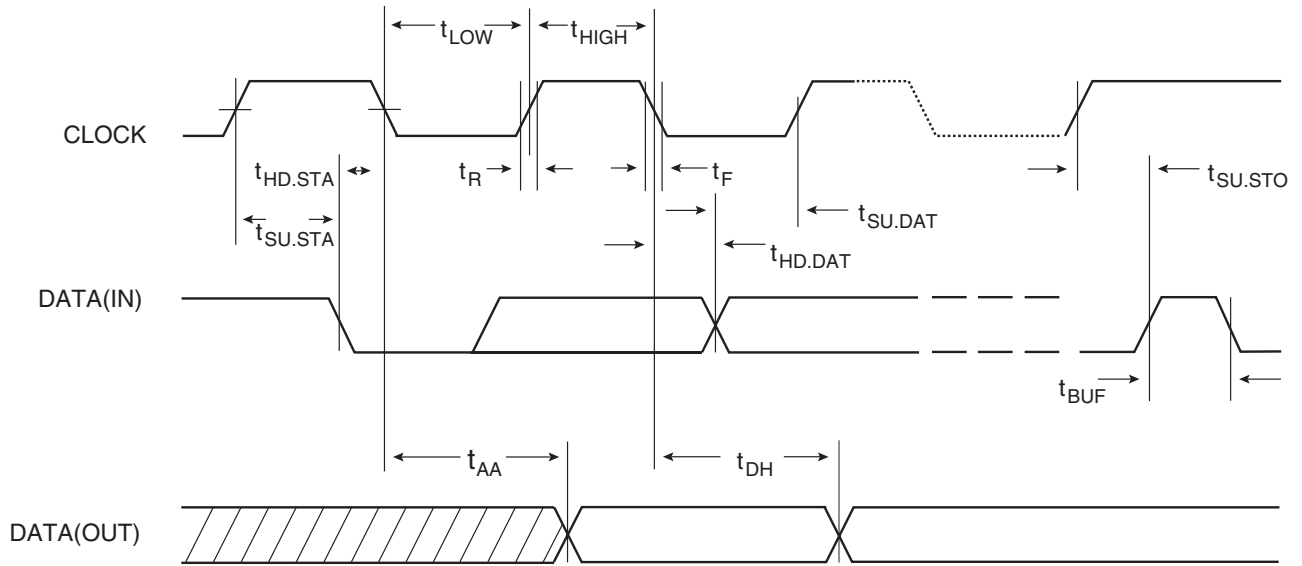 tLOW
tHIGH
CLOCK
tHD.STA
tR
tF
tSU.STO
tSU.STA
tSU.DAT
tHD.DAT
DATA(IN)
tBUF
tAA
tDH
DATA(OUT)